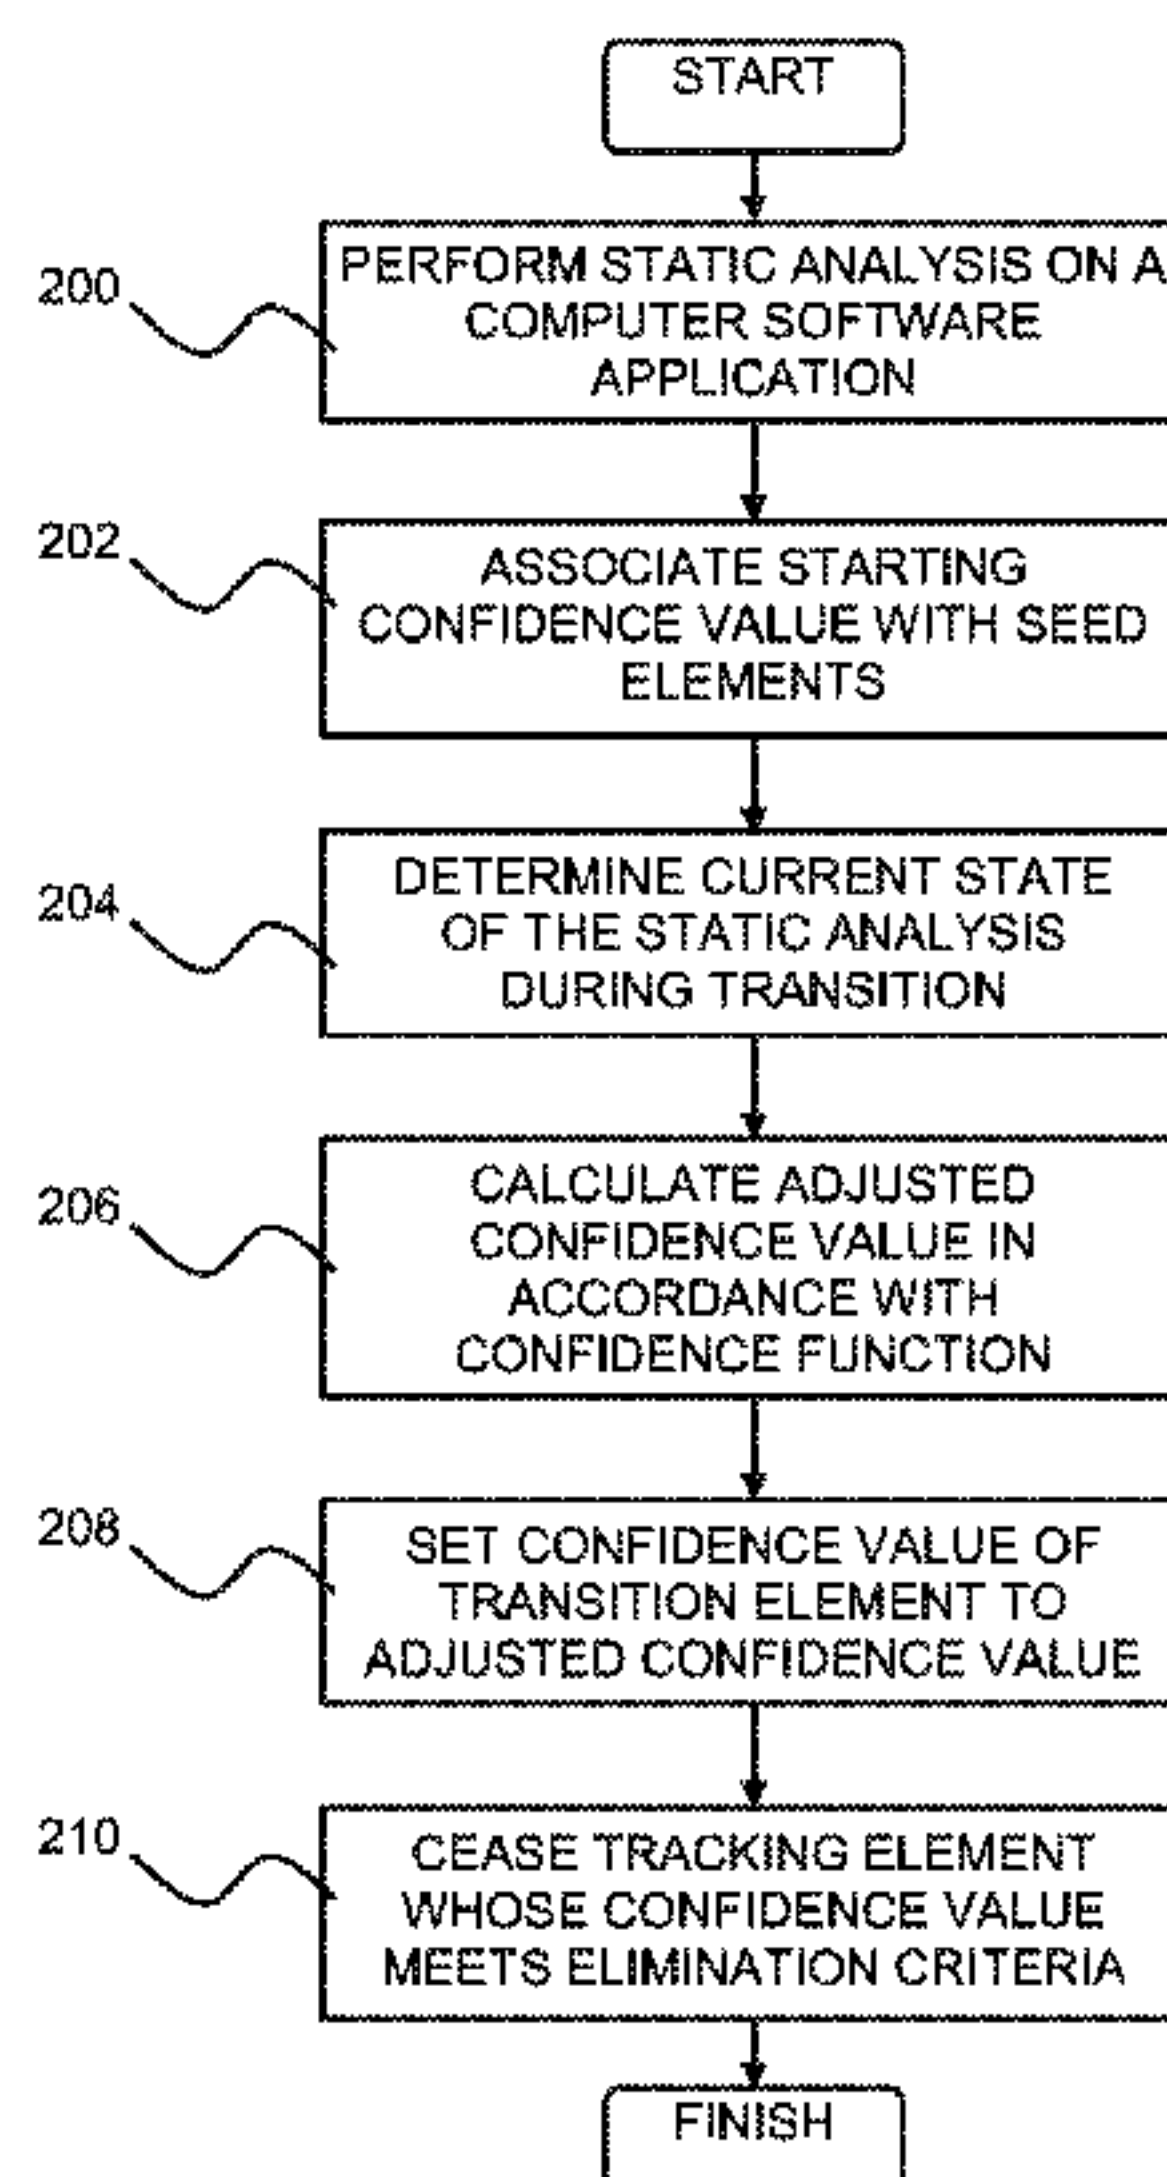 START
200
PERFORM STATIC ANALYSIS ON A
COMPUTER SOFTWARE
APPLICATION
202
ASSOCIATE STARTING
CONFIDENCE VALUE WITH SEED
ELEMENTS
204
DETERMINE CURRENT STATE
OF THE STATIC ANALYSIS
DURING TRANSITION
206
CALCULATE ADJUSTED
CONFIDENCE VALUE IN
ACCORDANCE WITH
CONFIDENCE FUNCTION
208
SET CONFIDENCE VALUE OF
TRANSITION ELEMENT TO
ADJUSTED CONFIDENCE VALUE
210
CEASE TRACKING ELEMENT
WHOSE CONFIDENCE VALUE
MEETS ELIMINATION CRITERIA
FINISH